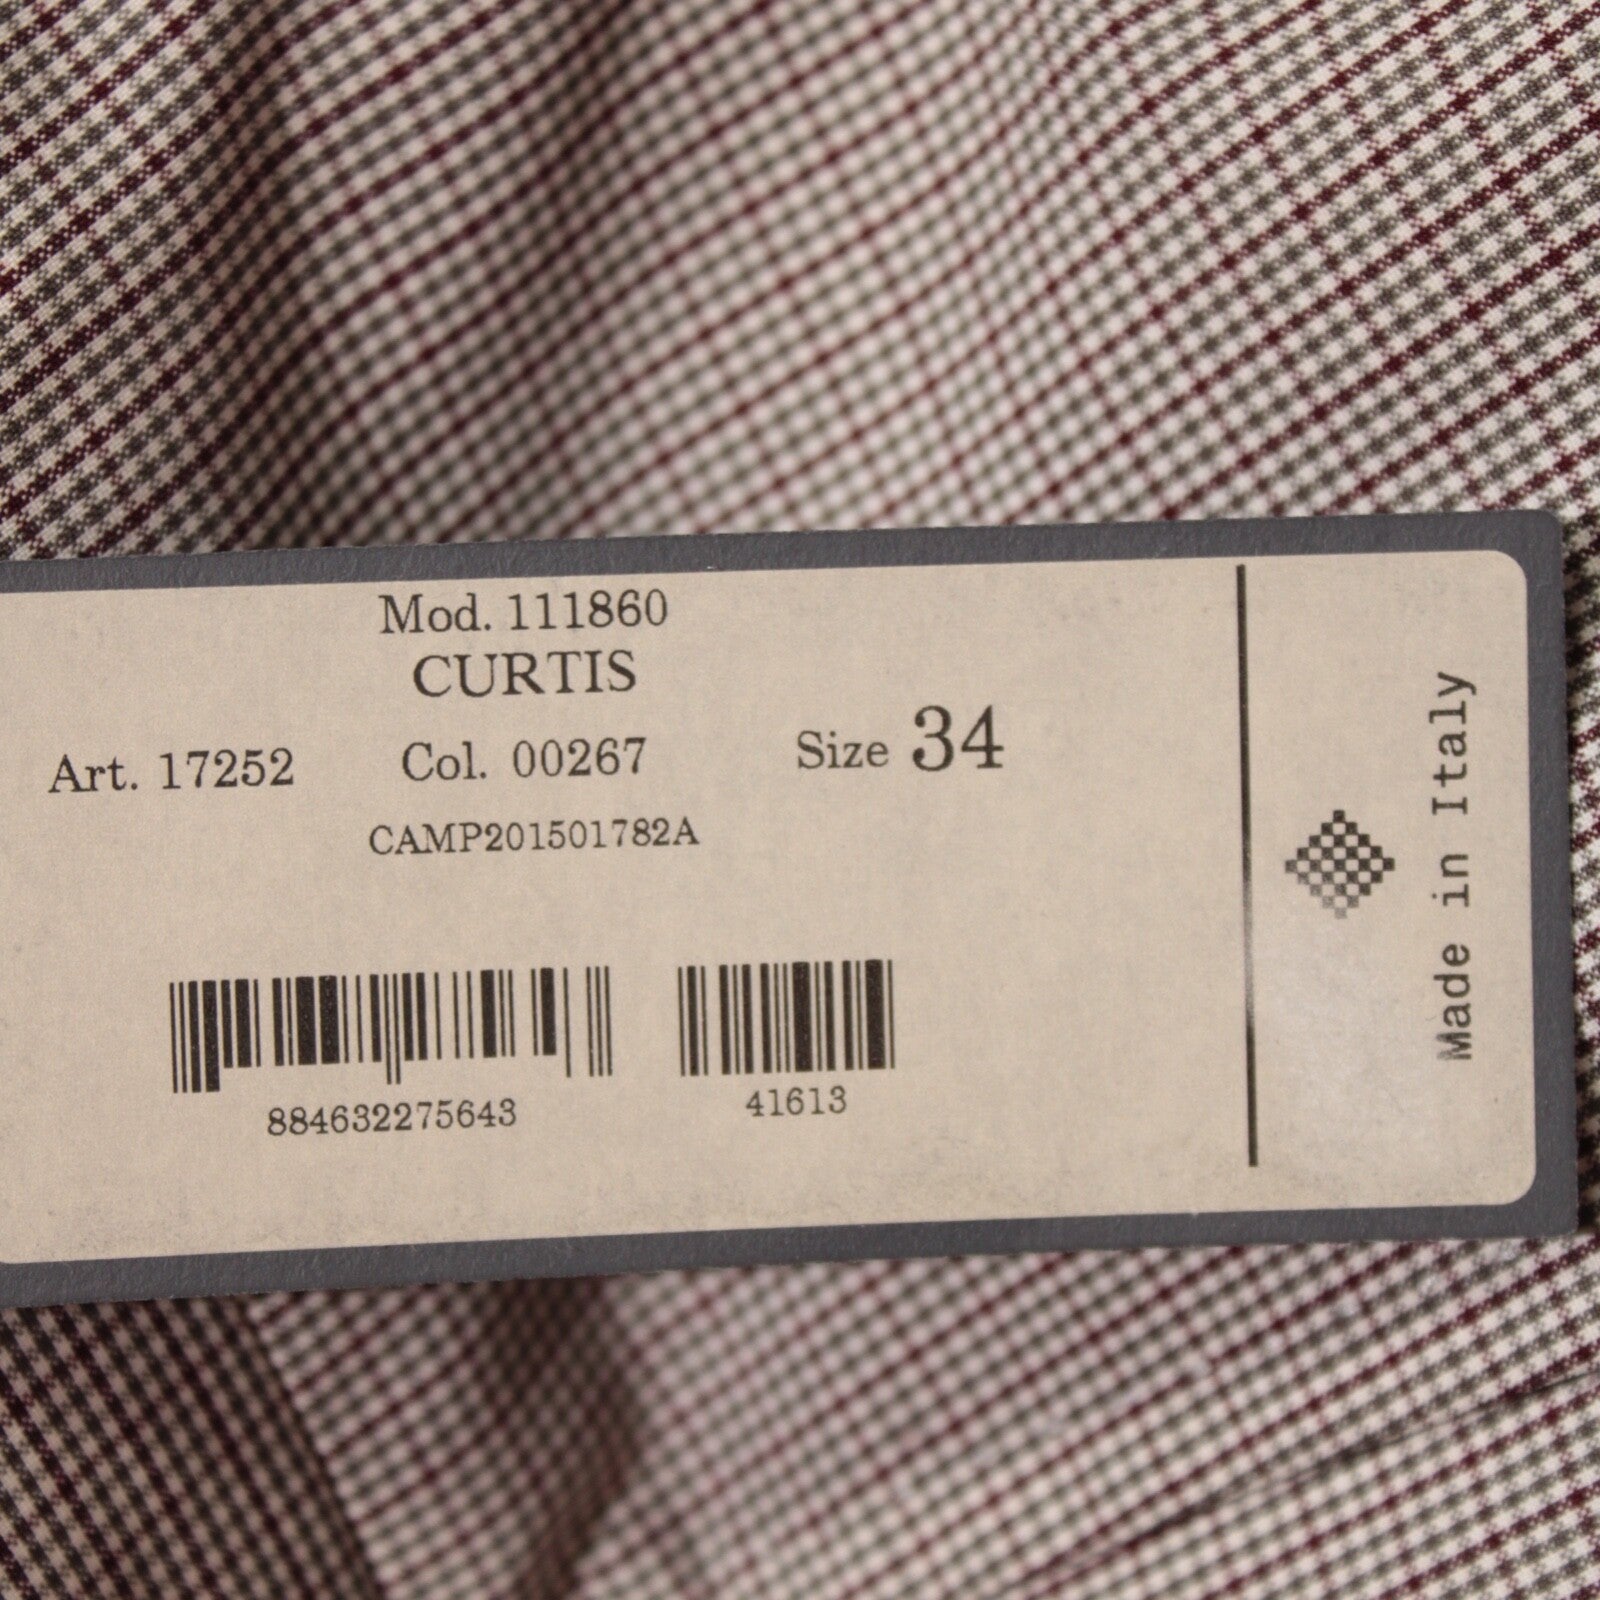 Mod. 111860
CURTIS
Art. 17252 Col. 00267 Size 34
CAMP201501782A
884632275643 41613
Made in Italy